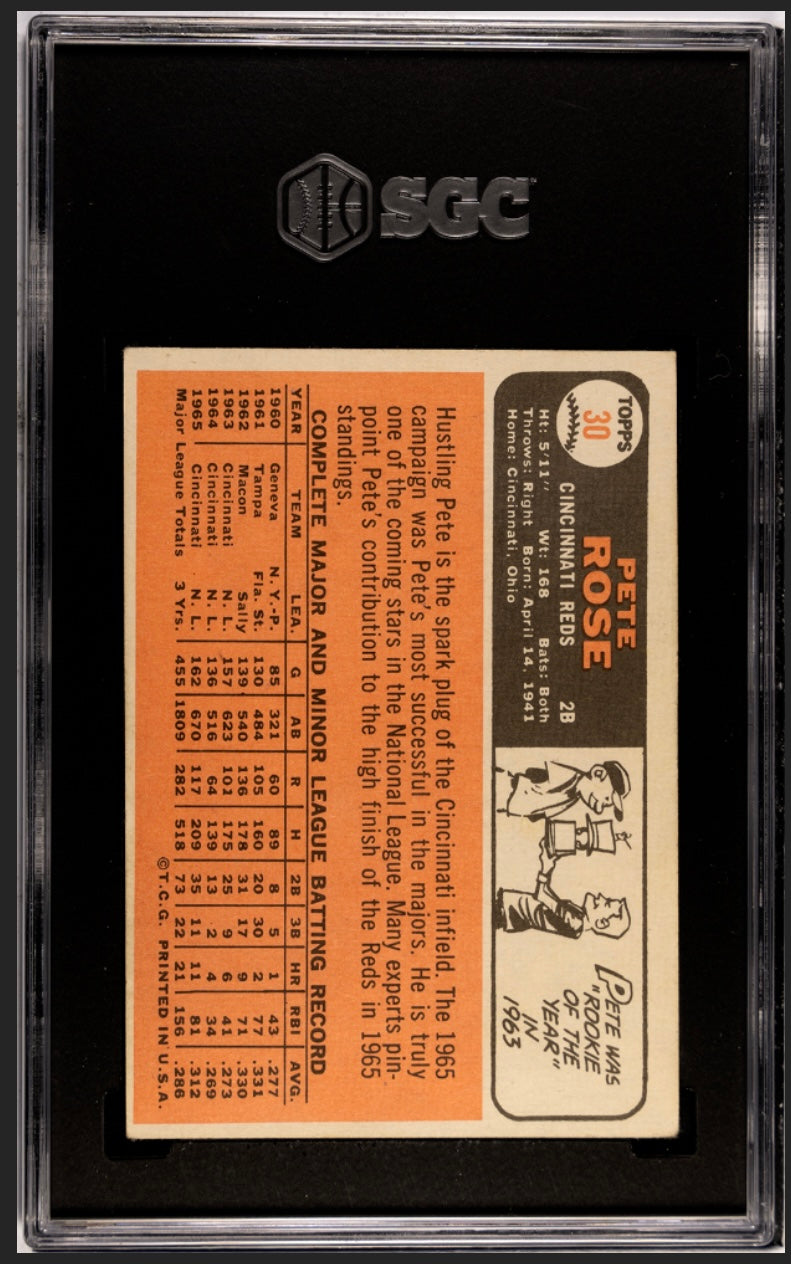 SGC
TOPPS
30
PETE
ROSE
CINCINNATI REDS 2B
Ht: 5'11" Wt: 168 Bats: Both
Throws: Right Born: April 14, 1941
Home: Cincinnati, Ohio
PETE WAS
"ROOKIE
OF THE
YEAR"
IN
1963
Hustling Pete is the spark plug of the Cincinnati infield. The 1965
campaign was Pete's most successful in the majors. He is truly
one of the coming stars in the National League. Many experts pin-
point Pete's contribution to the high finish of the Reds in 1965
standings.
COMPLETE MAJOR AND MINOR LEAGUE BATTING RECORD
YEAR TEAM LEA. G AB R H 2B 3B HR RBI AVG.
1960 Geneva N.Y.-P. 85 321 60 89 8 5 1 43 .277
1961 Tampa Fla. St. 130 484 105 160 20 30 2 77 .331
1962 Macon Sally 139 540 136 178 31 17 9 71 .330
1963 Cincinnati N. L. 157 623 101 175 25 9 6 41 .273
1964 Cincinnati N. L. 136 516 64 139 13 2 4 34 .269
1965 Cincinnati N. L. 162 670 117 209 35 11 11 81 .312
Major League Totals 3 Yrs. 455 1809 282 518 73 22 21 156 .286
©T.C.G. PRINTED IN U.S.A.